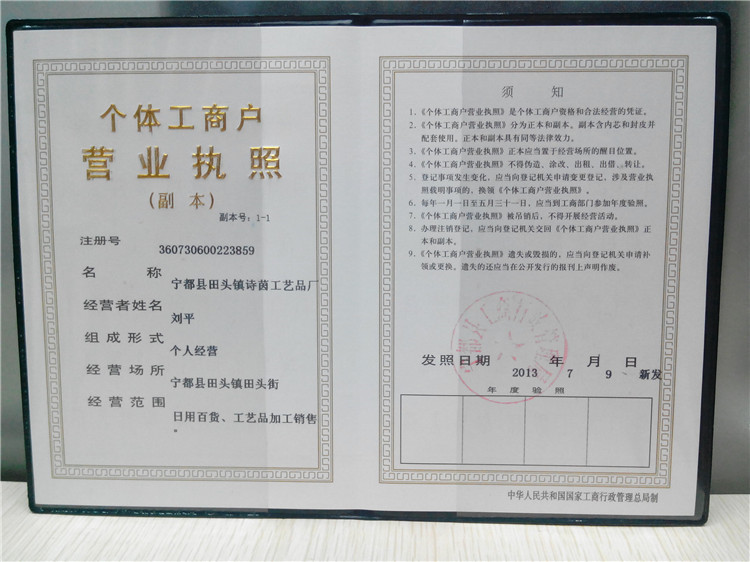 个体工商户
营业执照
(副 本)
副本号：1-1
注册号 360730600223859
名 称 宁都县田头镇诗茵工艺品厂
经营者姓名 刘平
组成形式 个人经营
经营场所 宁都县田头镇田头街
经营范围 日用百货、工艺品加工销售
。
须 知
1.《个体工商户营业执照》是个体工商户资格和合法经营的凭证。
2.《个体工商户营业执照》分为正本和副本。副本含内芯和封皮并
配套使用。正本和副本具有同等法律效力。
3.《个体工商户营业执照》正本应当置于经营场所的醒目位置。
4.《个体工商户营业执照》不得伪造、涂改、出租、出借、转让。
5. 登记事项发生变化，应当向登记机关申请变更登记，涉及营业执
照载明事项的，换领《个体工商户营业执照》。
6. 每年一月一日至五月三十一日，应当到工商部门参加年度验照。
7.《个体工商户营业执照》被吊销后，不得开展经营活动。
8. 办理注销登记，应当向登记机关交回《个体工商户营业执照》正
本和副本。
9.《个体工商户营业执照》遗失或毁损的，应当向登记机关申请补
领或更换。遗失的还应当在公开发行的报刊上声明作废。
发照日期 年 月 日
2013 7 9 新发
年 度 验 照
中华人民共和国国家工商行政管理总局制